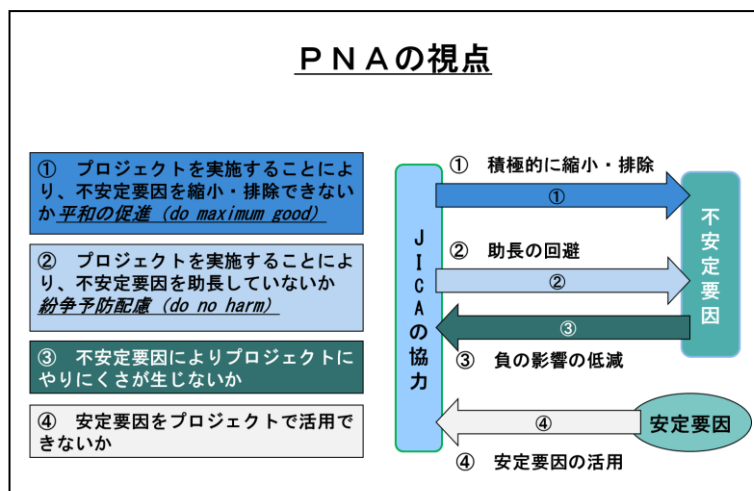 PNAの視点
① プロジェクトを実施することによ
り、不安定要因を縮小・排除できない
か平和の促進（do maximum good）
② プロジェクトを実施することによ
り、不安定要因を助長していないか
紛争予防配慮（do no harm）
③ 不安定要因によりプロジェクトに
やりにくさが生じないか
④ 安定要因をプロジェクトで活用で
きないか
JICAの協力
① 積極的に縮小・排除
①
② 助長の回避
②
③
③ 負の影響の低減
④
④ 安定要因の活用
不安定要因
安定要因